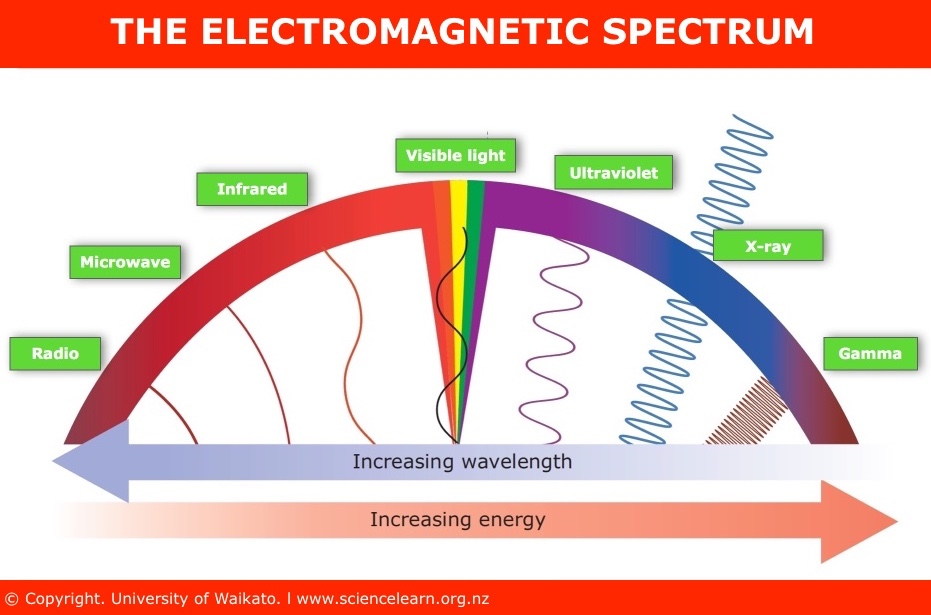 THE ELECTROMAGNETIC SPECTRUM
Visible light
Ultraviolet
Infrared
X-ray
Microwave
Radio
Gamma
Increasing wavelength
Increasing energy
© Copyright. University of Waikato. l www.sciencelearn.org.nz